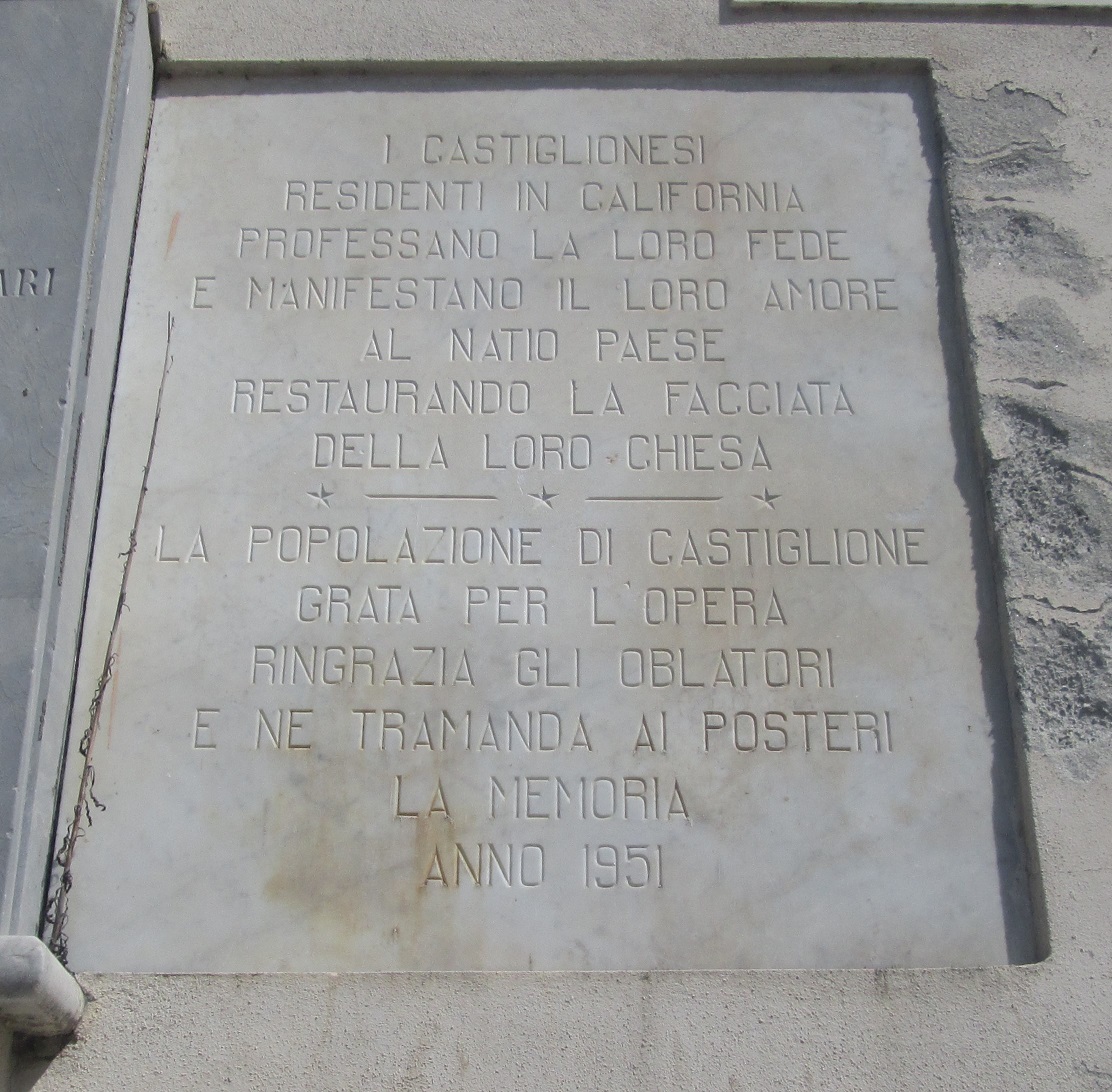 I CASTIGLIONESI
RESIDENTI IN CALIFORNIA
PROFESSANO LA LORO FEDE
E MANIFESTANO IL LORO AMORE
AL NATIO PAESE
RESTAURANDO LA FACCIATA
DELLA LORO CHIESA
LA POPOLAZIONE DI CASTIGLIONE
GRATA PER L'OPERA
RINGRAZIA GLI OBLATORI
E NE TRAMANDA AI POSTERI
LA MEMORIA
ANNO 1951